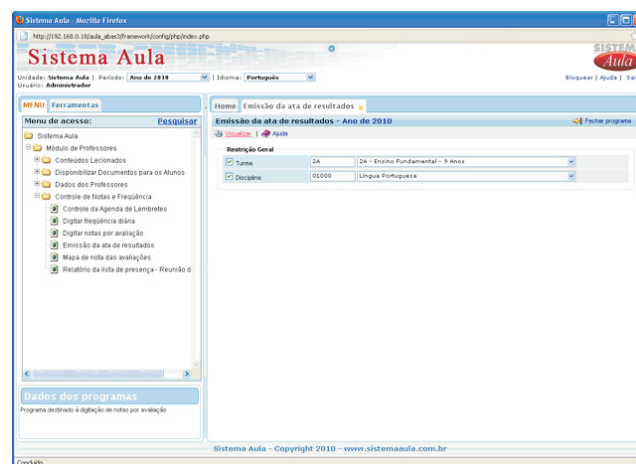 Sistema Aula - Mozilla Firefox
http://192.168.0.10/aula_abas3/framework/config/php/index.php
Sistema Aula
SISTEMA
Aula
Unidade: Sistema Aula | Período: Ano de 2010 | Idioma: Português
Bloquear | Ajuda | Sai
Usuário: Administrador
MENU Ferramentas
Home Emissão da ata de resultados x
Menu de acesso: Pesquisar
Emissão da ata de resultados - Ano de 2010 Fechar programa
Visualizar | Ajuda
Sistema Aula
Módulo de Professores
Conteúdos Lecionados
Disponibilizar Documentos para os Alunos
Dados dos Professores
Controle de Notas e Freqüência
Controle da Agenda de Lembretes
Digitar freqüência diária
Digitar notas por avaliação
Emissão da ata de resultados
Mapa de nota das avaliações
Relatório da lista de presença - Reunião d
Restrição Geral
Turma 2A 2A - Ensino Fundamental - 9 Anos
Disciplina 01000 Língua Portuguesa
Dados dos programas
Programa destinado à digitação de notas por avaliação
Sistema Aula - Copyright 2010 - www.sistemaaula.com.br
Concluído